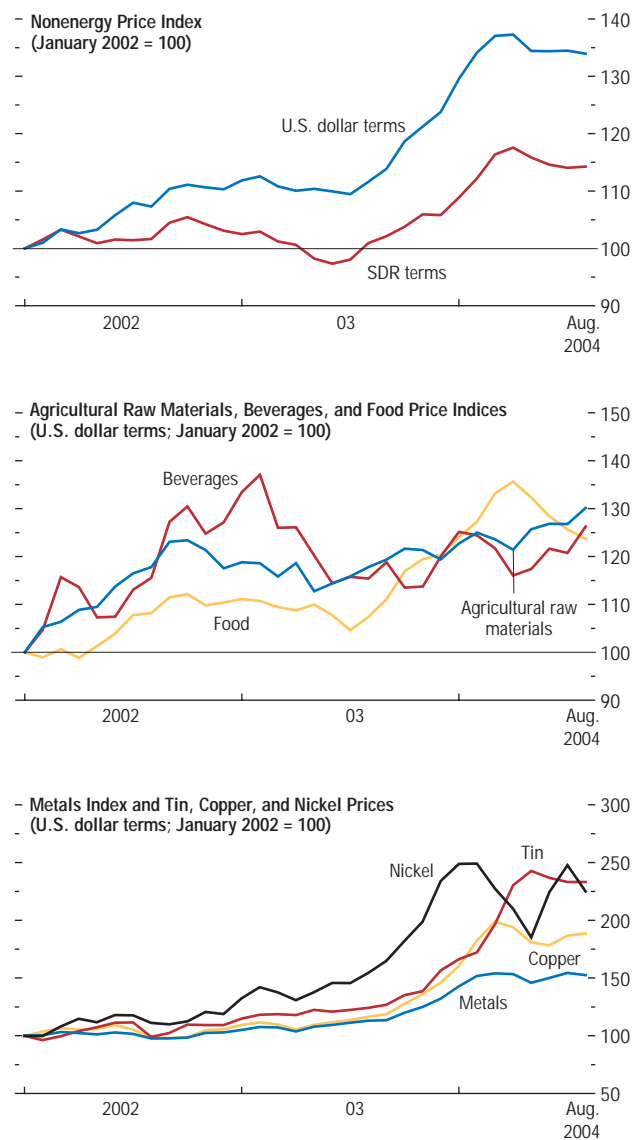 Nonenergy Price Index
(January 2002 = 100)
140
130
U.S. dollar terms
120
110
100
SDR terms
90
2002
03
Aug.
2004
Agricultural Raw Materials, Beverages, and Food Price Indices
(U.S. dollar terms; January 2002 = 100)
150
140
Beverages
130
120
Food
Agricultural raw
materials
110
100
90
2002
03
Aug.
2004
Metals Index and Tin, Copper, and Nickel Prices
(U.S. dollar terms; January 2002 = 100)
300
Tin
Nickel
250
200
Copper
150
Metals
100
50
2002
03
Aug.
2004